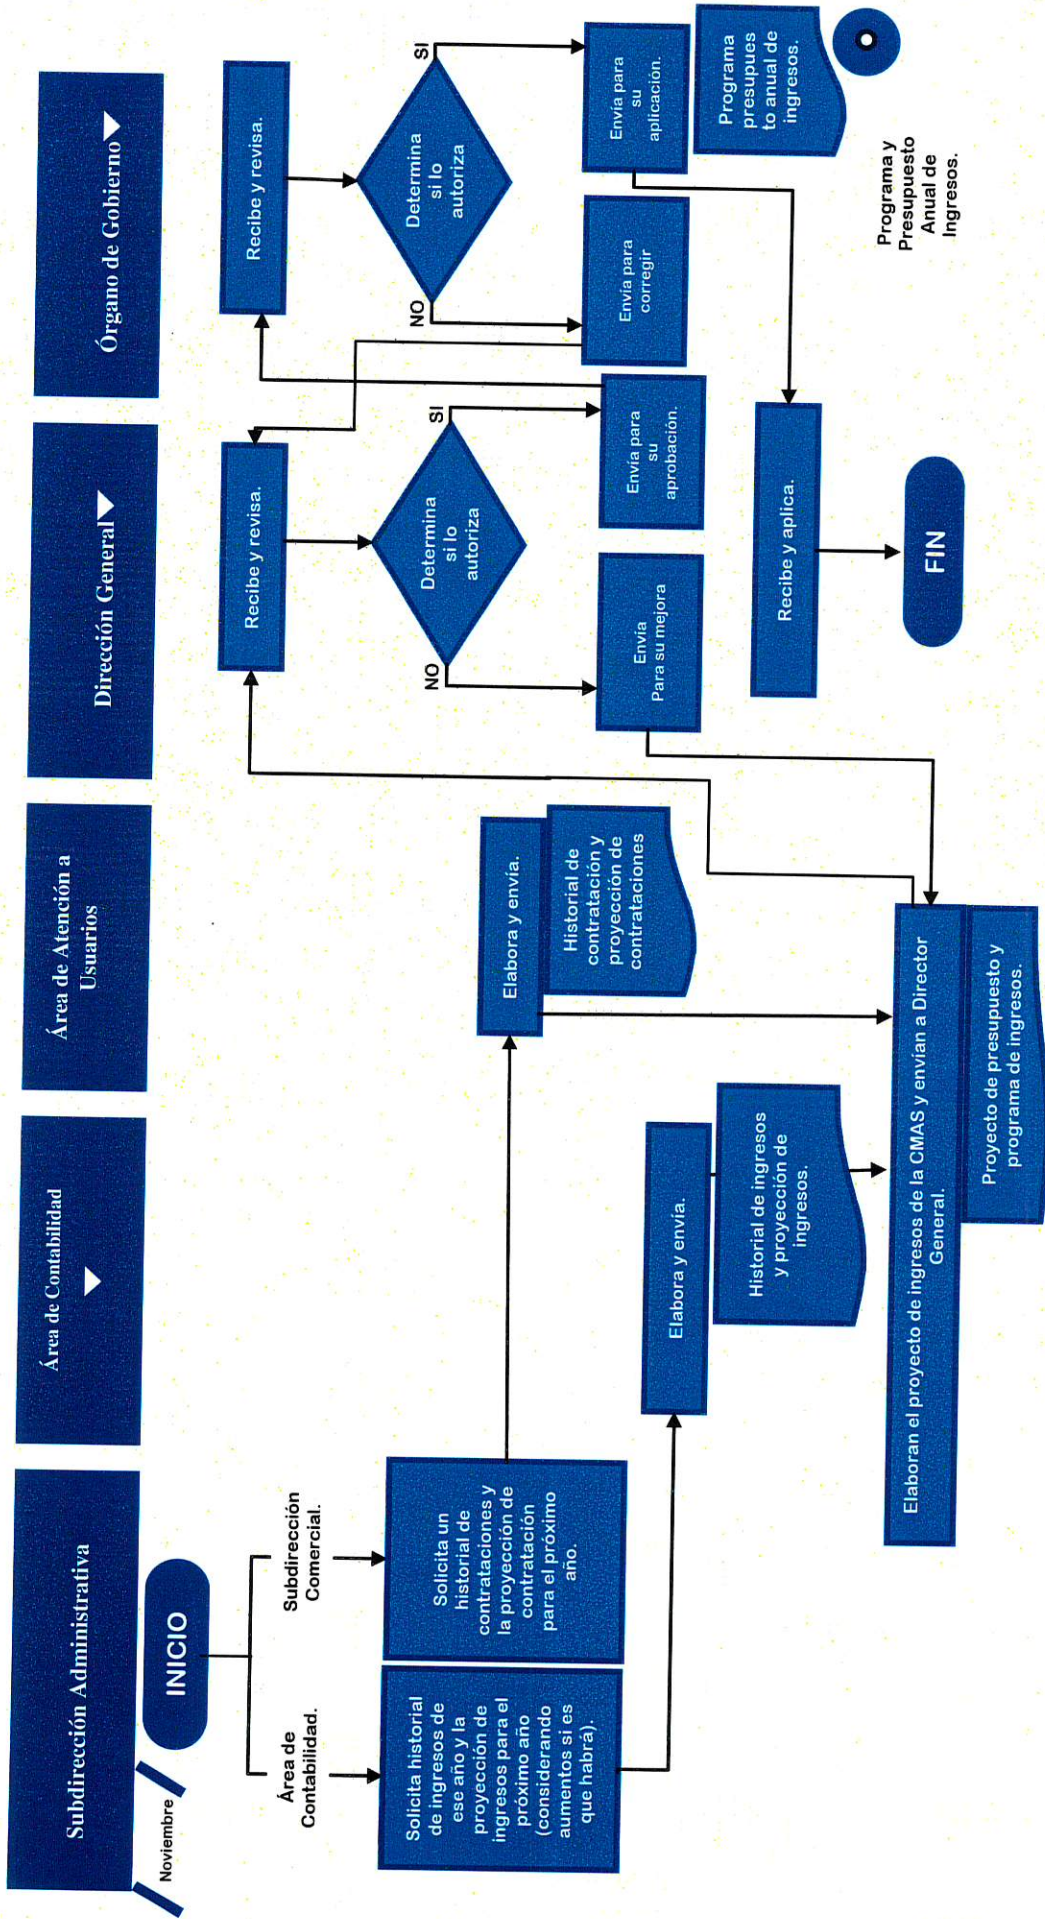 Subdirección Administrativa
Área de Contabilidad
Área de Atención a
Usuarios
Dirección General
Órgano de Gobierno
Noviembre
INICIO
Área de
Contabilidad.
Subdirección
Comercial.
Solicita historial
de ingresos de
ese año y la
proyección de
ingresos para el
próximo año
(considerando
aumentos si es
que habrá).
Solicita un
historial de
contrataciones y
la proyección de
contratación
para el próximo
año.
Elabora y envía.
Historial de ingresos
y proyección de
ingresos.
Elabora y envía.
Historial de
contratación y
proyección de
contrataciones
Elaboran el proyecto de ingresos de la CMAS y envían a Director
General.
Proyecto de presupuesto y
programa de ingresos.
Recibe y revisa.
Determina
si lo
autoriza
NO
SI
Envía
Para su mejora
Envía para
su
aprobación.
Recibe y revisa.
Determina
si lo
autoriza
NO
SI
Envía para
corregir
Envía para
su
aplicación.
Programa
presupues
to anual de
ingresos.
Programa y
Presupuesto
Anual de
Ingresos.
Recibe y aplica.
FIN